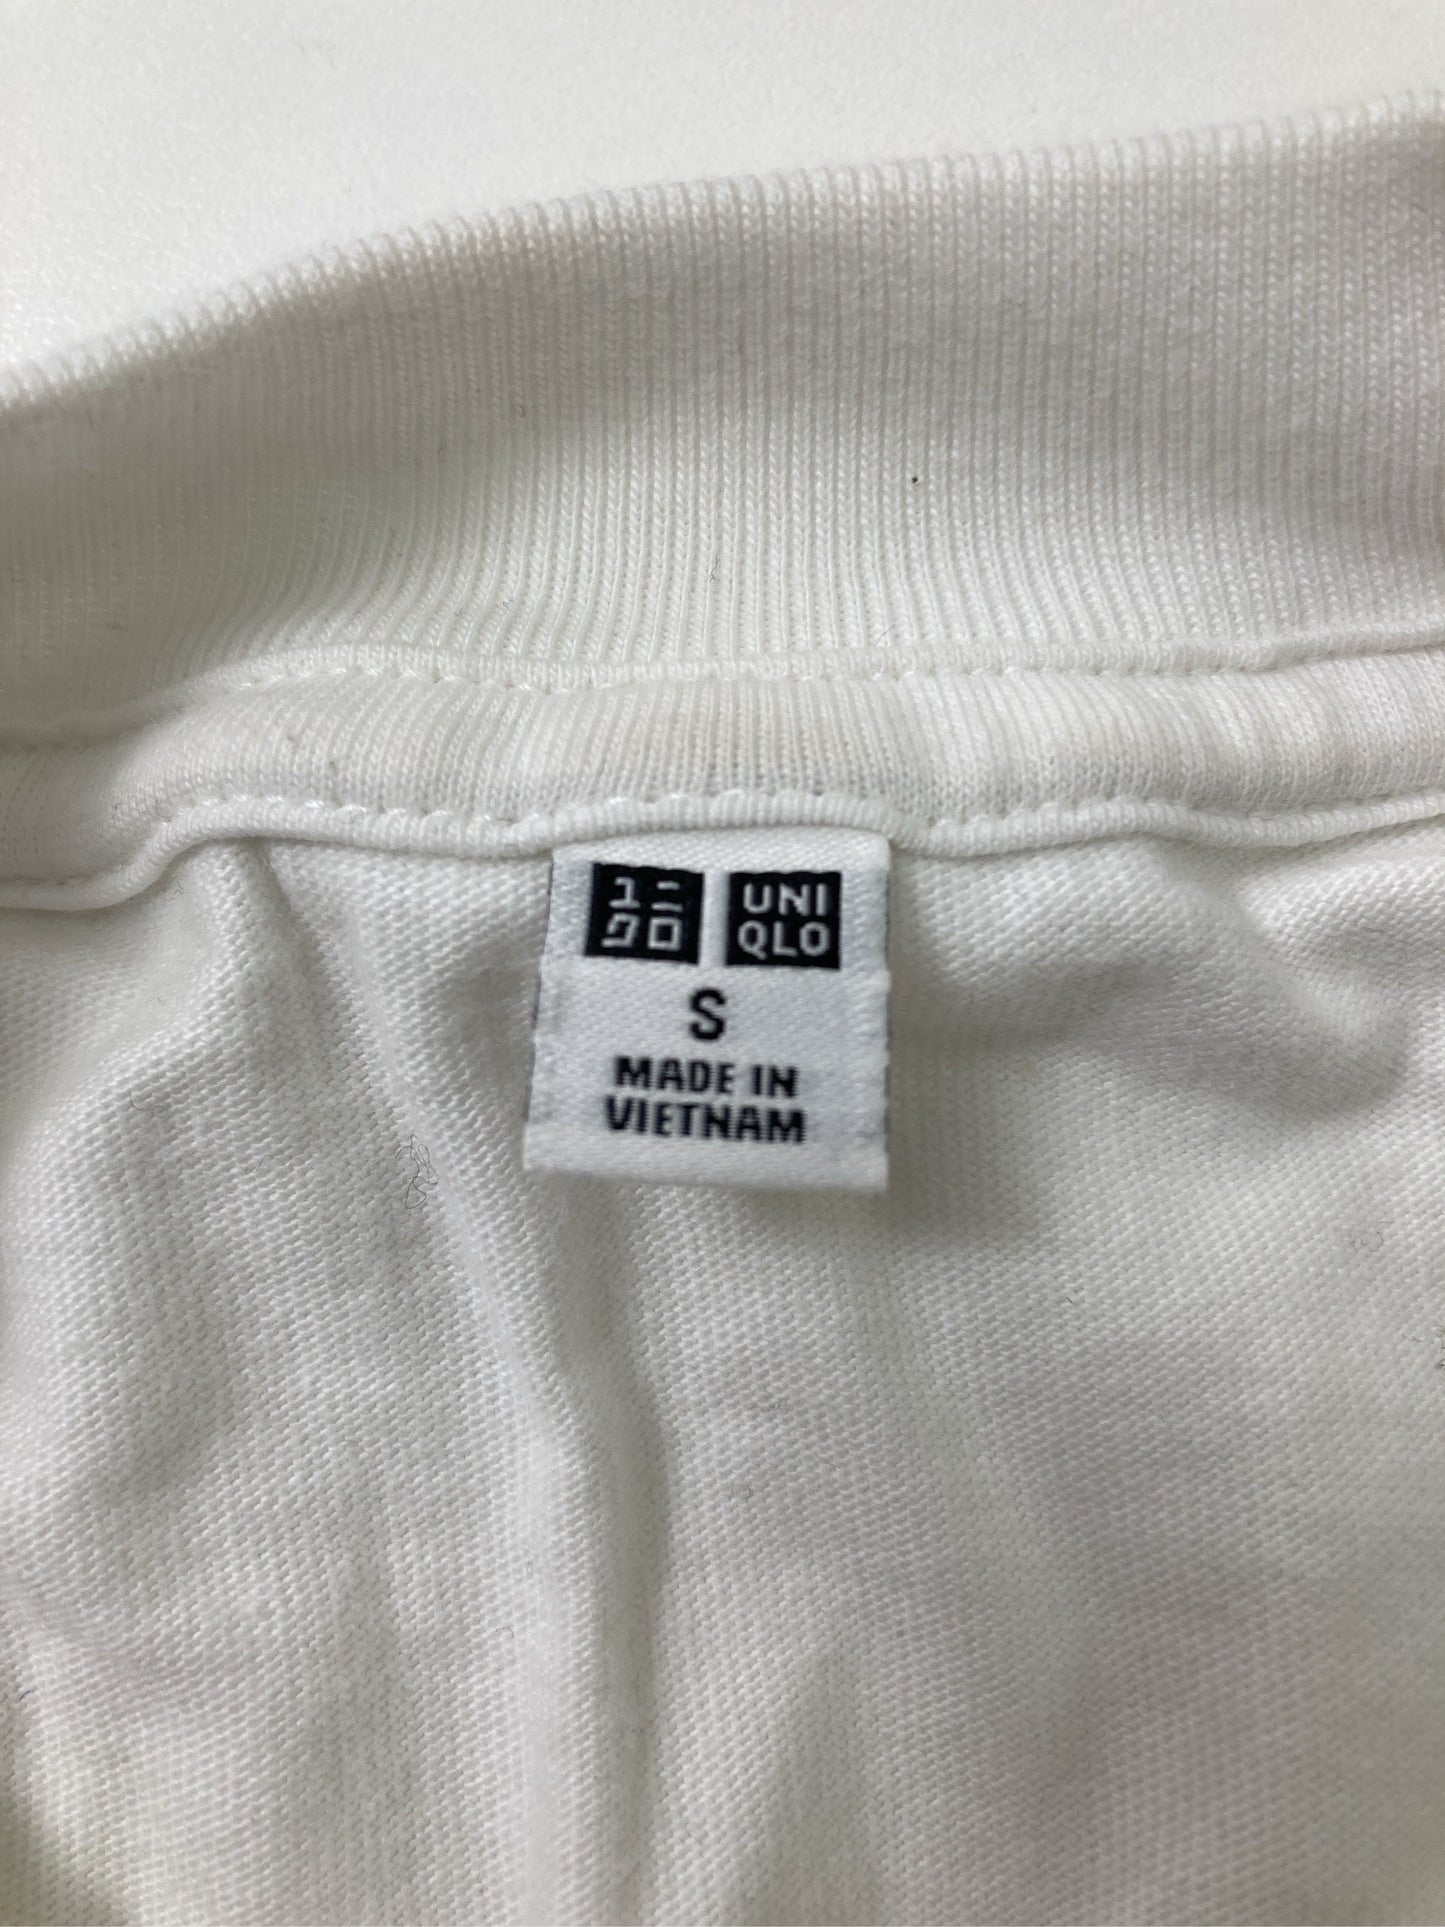 ユニ UNI
クロ QLO
S
MADE IN
VIETNAM